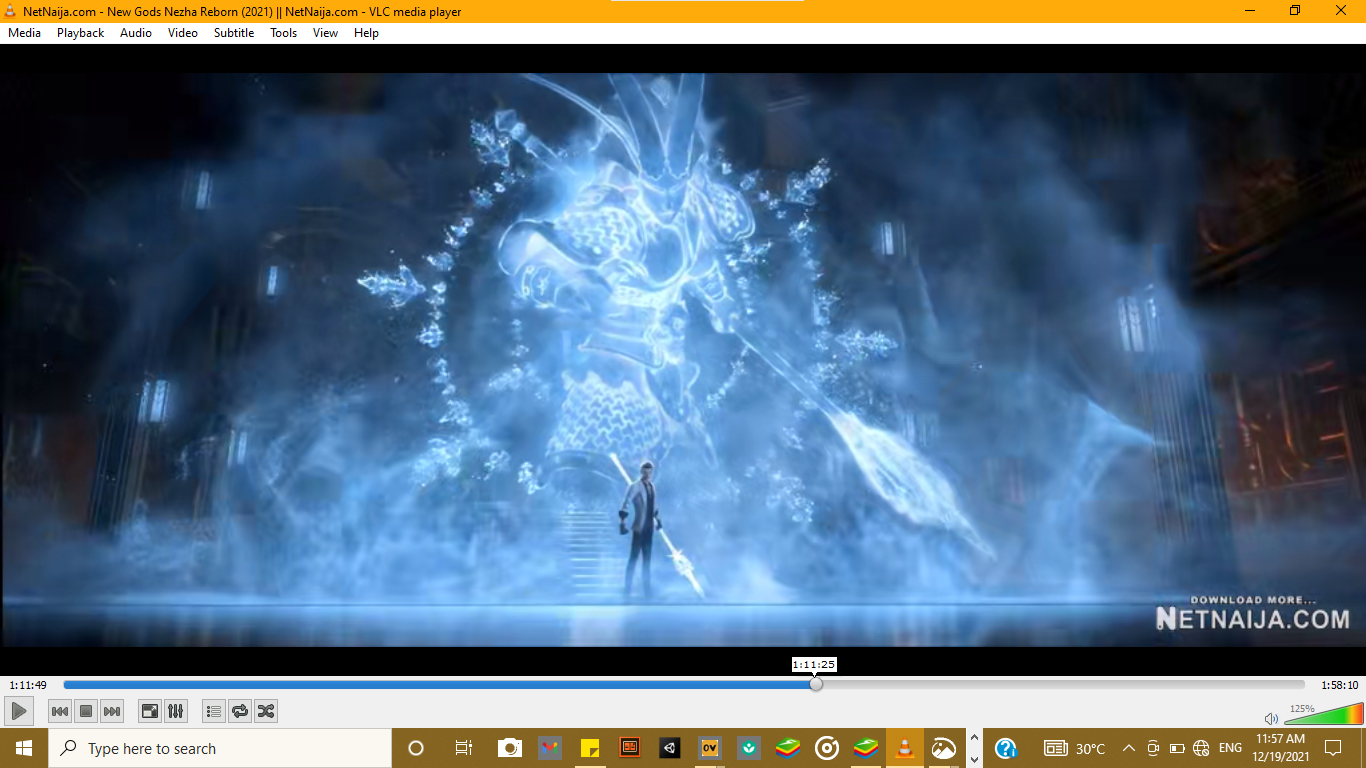 NetNaija.com - New Gods Nezha Reborn (2021) || NetNaija.com - VLC media player
Media Playback Audio Video Subtitle Tools View Help
DOWNLOAD MORE...
NETNAIJA.COM
1:11:25
1:11:49 1:58:10
125%
Type here to search
OV
30°C
ENG
11:57 AM
12/19/2021